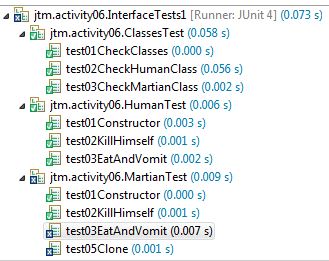 jtm.activity06.InterfaceTests1 [Runner: JUnit 4] (0.073 s)
jtm.activity06.ClassesTest (0.058 s)
test01CheckClasses (0.000 s)
test02CheckHumanClass (0.056 s)
test03CheckMartianClass (0.002 s)
jtm.activity06.HumanTest (0.006 s)
test01Constructor (0.003 s)
test02KillHimself (0.001 s)
test03EatAndVomit (0.002 s)
jtm.activity06.MartianTest (0.009 s)
test01Constructor (0.000 s)
test02KillHimself (0.001 s)
test03EatAndVomit (0.007 s)
test05Clone (0.001 s)